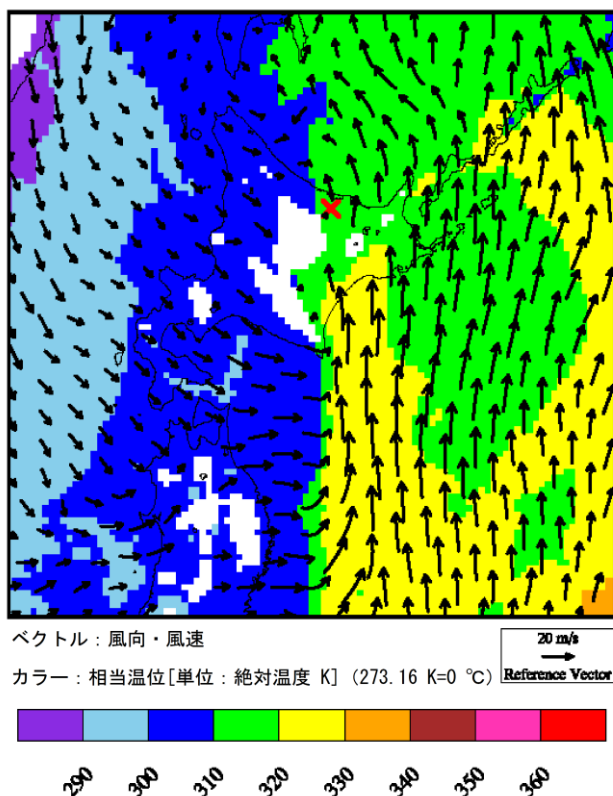 ベクトル：風向・風速
20 m/s
Reference Vector
カラー：相当温位[単位：絶対温度 K] (273.16 K=0 ℃)
290 300 310 320 330 340 350 360